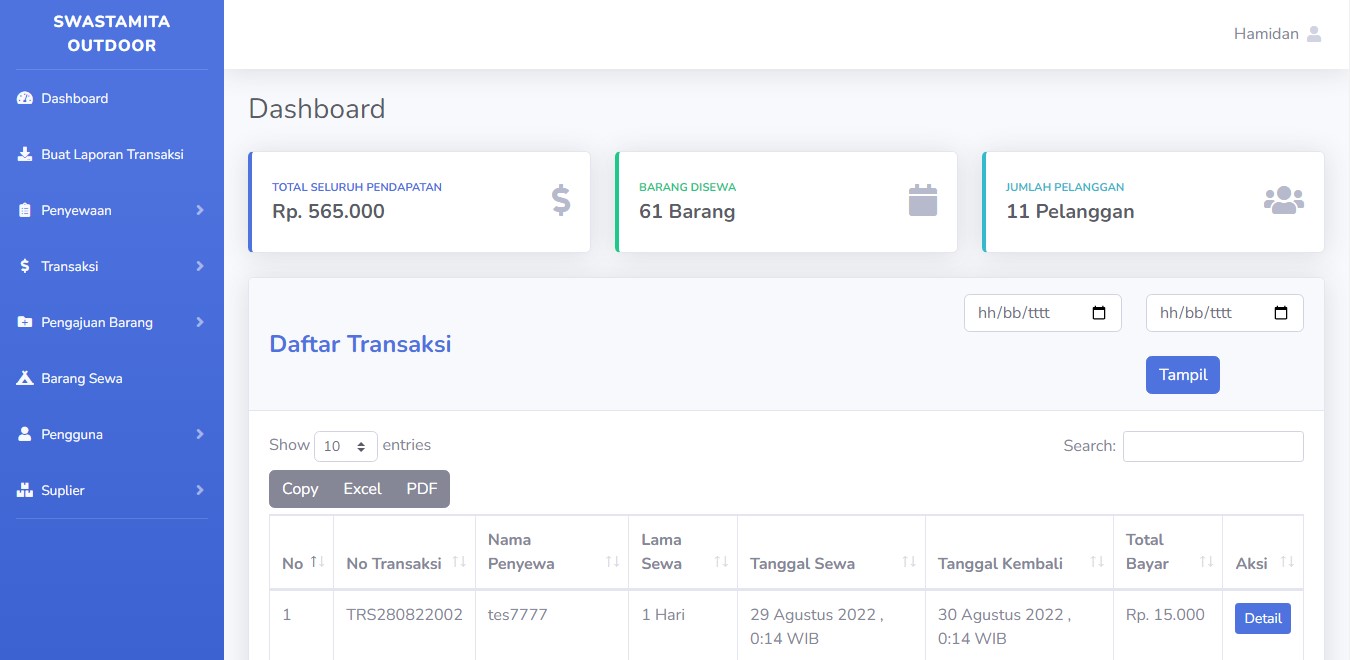 SWASTAMITA
OUTDOOR
Dashboard
Buat Laporan Transaksi
Penyewaan
Transaksi
Pengajuan Barang
Barang Sewa
Pengguna
Suplier
Hamidan
Dashboard
TOTAL SELURUH PENDAPATAN
Rp. 565.000
BARANG DISEWA
61 Barang
JUMLAH PELANGGAN
11 Pelanggan
Daftar Transaksi
hh/bb/tttt
hh/bb/tttt
Tampil
Show 10 entries
Search:
Copy Excel PDF
No
No Transaksi
Nama
Penyewa
Lama
Sewa
Tanggal Sewa
Tanggal Kembali
Total
Bayar
Aksi
1
TRS280822002
tes7777
1 Hari
29 Agustus 2022 ,
0:14 WIB
30 Agustus 2022 ,
0:14 WIB
Rp. 15.000
Detail